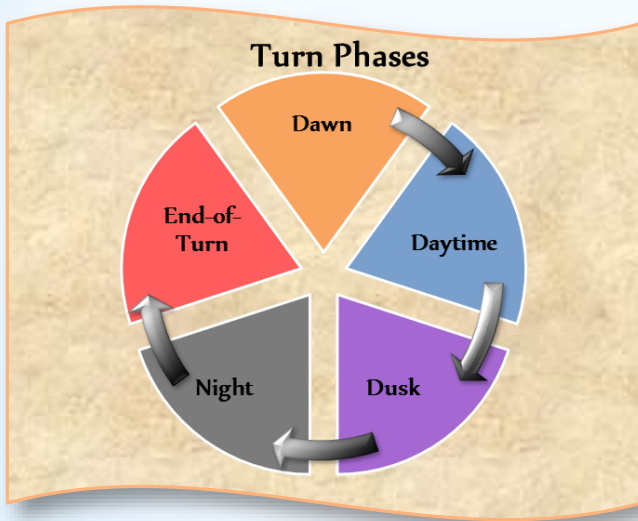 Turn Phases
Dawn
Daytime
Dusk
Night
End-of-
Turn